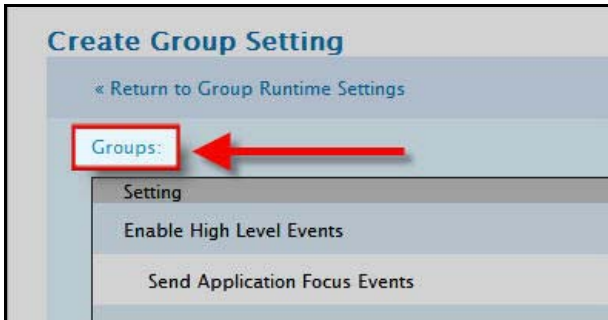 Create Group Setting
« Return to Group Runtime Settings
Groups:
Setting
Enable High Level Events
Send Application Focus Events